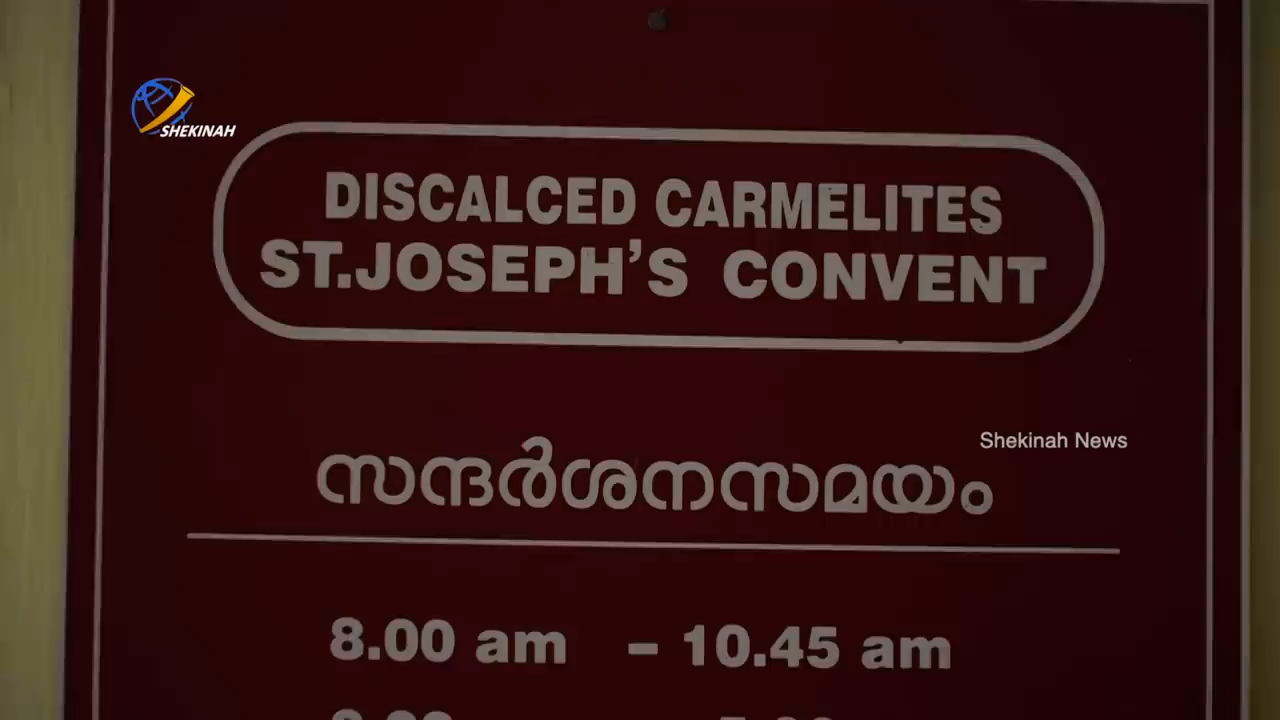 SHEKINAH
DISCALCED CARMELITES
ST.JOSEPH'S CONVENT
Shekinah News
സന്ദർശനസമയം
8.00 am – 10.45 am